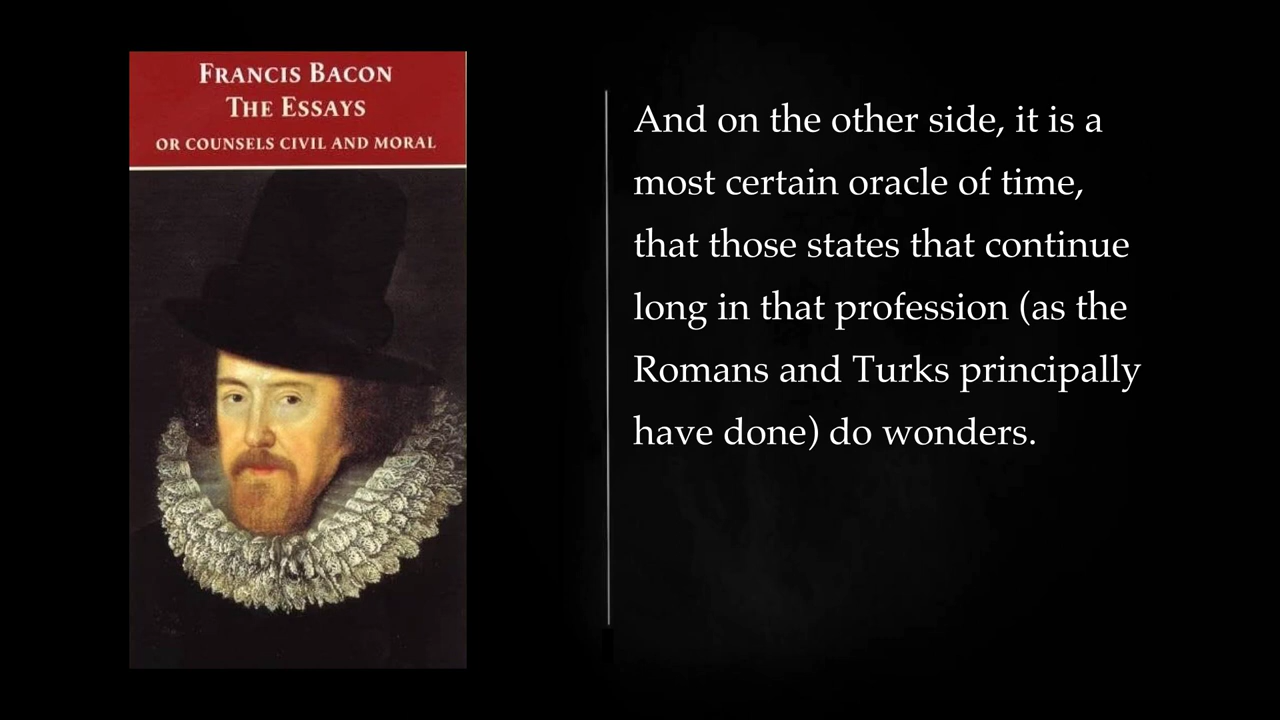 FRANCIS BACON
THE ESSAYS
OR COUNSELS CIVIL AND MORAL
And on the other side, it is a
most certain oracle of time,
that those states that continue
long in that profession (as the
Romans and Turks principally
have done) do wonders.